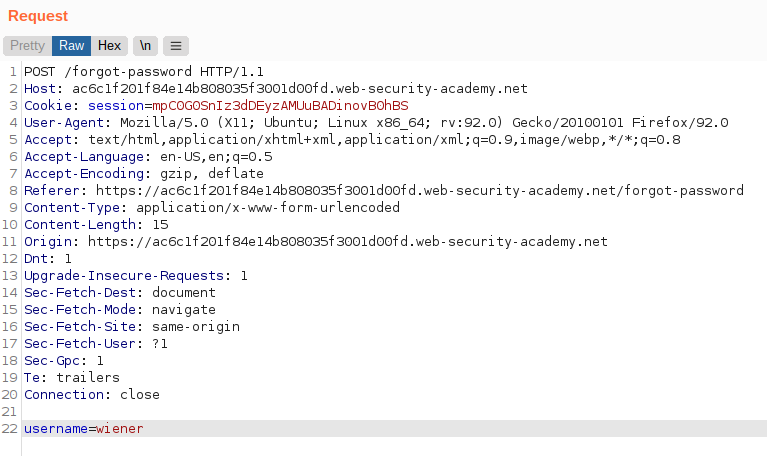 Request
Pretty Raw Hex \n ≡
1 POST /forgot-password HTTP/1.1
2 Host: ac6c1f201f84e14b808035f3001d00fd.web-security-academy.net
3 Cookie: session=mpCOGOSnIz3dDEyzAMUuBADinovB0hBS
4 User-Agent: Mozilla/5.0 (X11; Ubuntu; Linux x86_64; rv:92.0) Gecko/20100101 Firefox/92.0
5 Accept: text/html,application/xhtml+xml,application/xml;q=0.9,image/webp,*/*;q=0.8
6 Accept-Language: en-US,en;q=0.5
7 Accept-Encoding: gzip, deflate
8 Referer: https://ac6c1f201f84e14b808035f3001d00fd.web-security-academy.net/forgot-password
9 Content-Type: application/x-www-form-urlencoded
10 Content-Length: 15
11 Origin: https://ac6c1f201f84e14b808035f3001d00fd.web-security-academy.net
12 Dnt: 1
13 Upgrade-Insecure-Requests: 1
14 Sec-Fetch-Dest: document
15 Sec-Fetch-Mode: navigate
16 Sec-Fetch-Site: same-origin
17 Sec-Fetch-User: ?1
18 Sec-Gpc: 1
19 Te: trailers
20 Connection: close
21
22 username=wiener